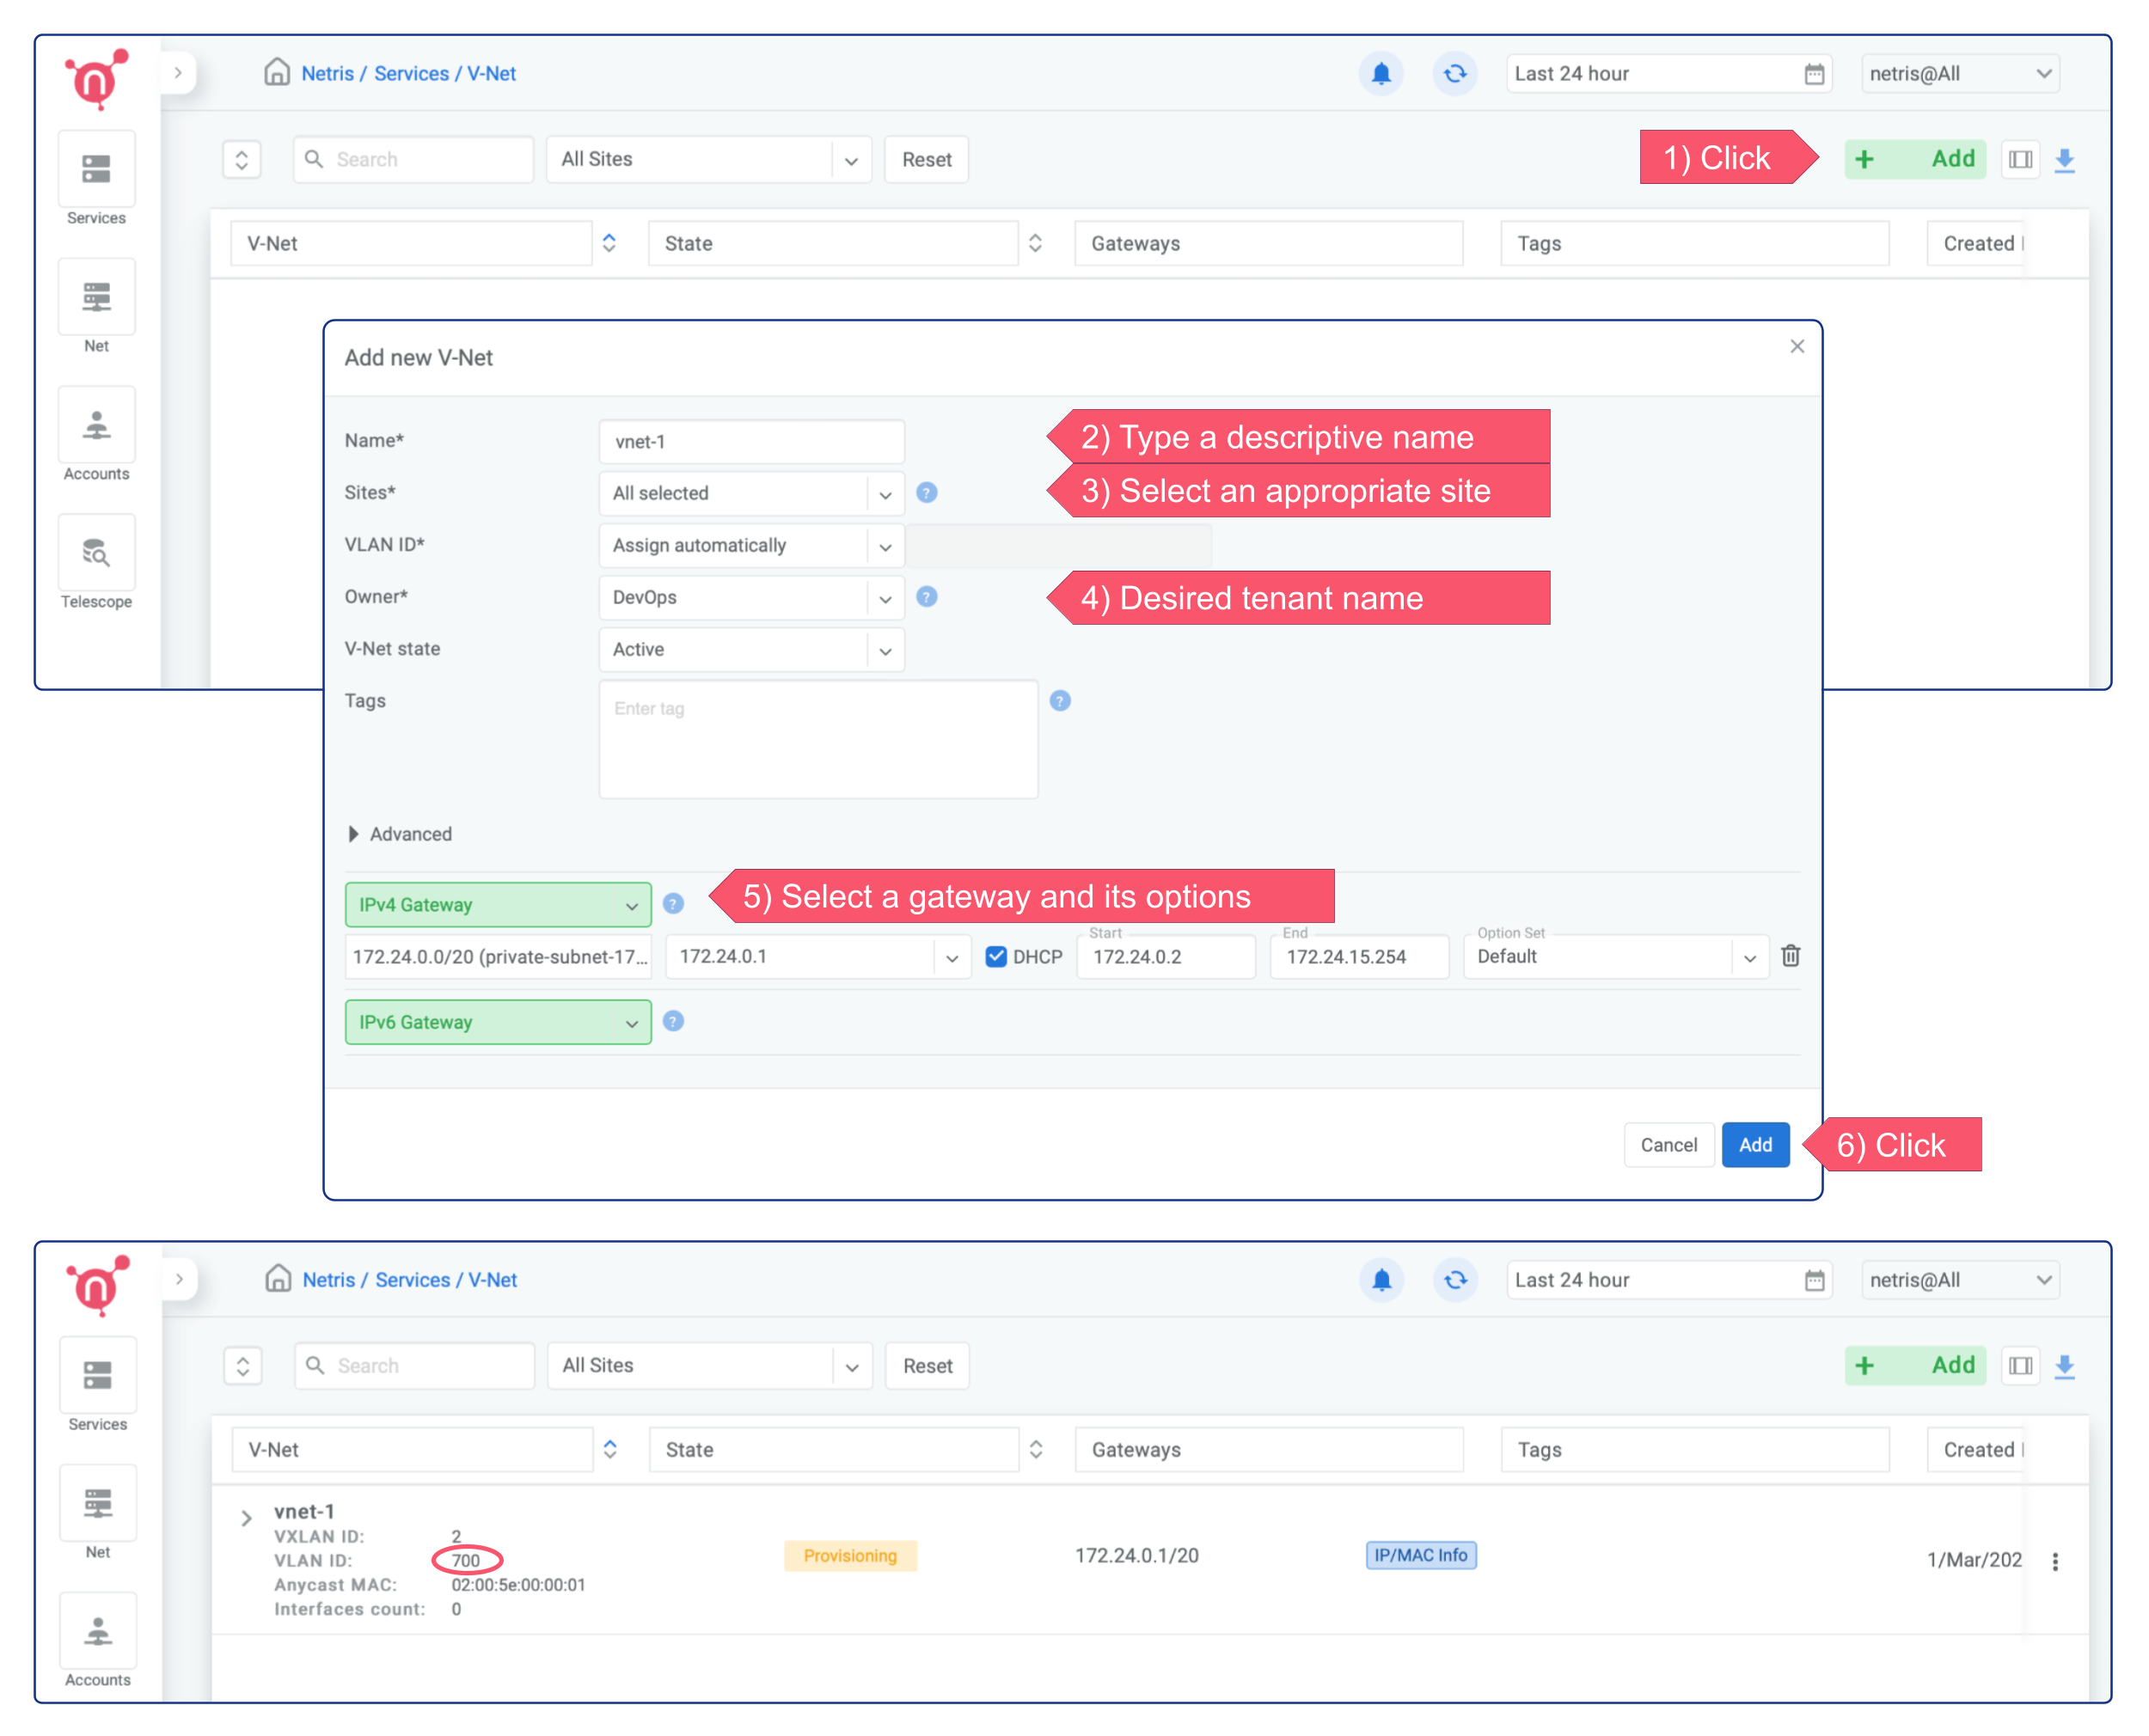 Netris / Services / V-Net
Last 24 hour
netris@All
Search
All Sites
Reset
1) Click
+ Add
Services
V-Net
State
Gateways
Tags
Created
Net
Accounts
Telescope
Add new V-Net
Name*
vnet-1
2) Type a descriptive name
Sites*
All selected
?
3) Select an appropriate site
VLAN ID*
Assign automatically
Owner*
DevOps
?
4) Desired tenant name
V-Net state
Active
Tags
Enter tag
?
Advanced
IPv4 Gateway
?
5) Select a gateway and its options
172.24.0.0/20 (private-subnet-17...
172.24.0.1
DHCP
Start
172.24.0.2
End
172.24.15.254
Option Set
Default
IPv6 Gateway
?
Cancel
Add
6) Click
Netris / Services / V-Net
Last 24 hour
netris@All
Search
All Sites
Reset
+ Add
Services
V-Net
State
Gateways
Tags
Created
vnet-1
VXLAN ID: 2
VLAN ID: 700
Anycast MAC: 02:00:5e:00:00:01
Interfaces count: 0
Provisioning
172.24.0.1/20
IP/MAC Info
1/Mar/202
Net
Accounts